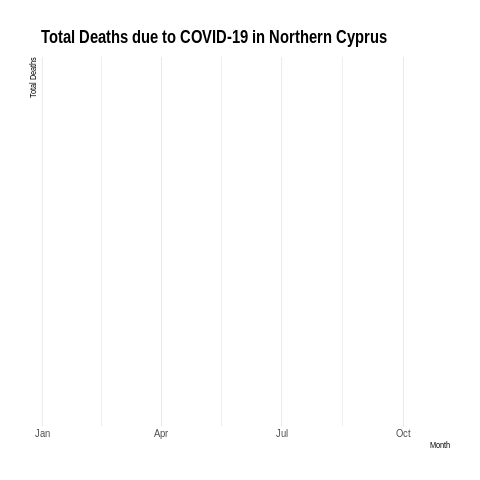 Total Deaths due to COVID-19 in Northern Cyprus
Total Deaths
Jan Apr Jul Oct
Month